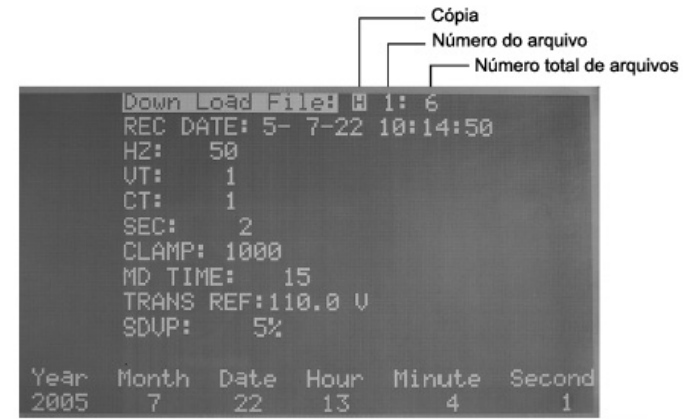 Cópia
Número do arquivo
Número total de arquivos
Down Load File: H 1: 6
REC DATE: 5- 7-22 10:14:50
HZ: 50
VT: 1
CT: 1
SEC: 2
CLAMP: 1000
MD TIME: 15
TRANS REF:110.0 V
SDVP: 5%
Year Month Date Hour Minute Second
2005 7 22 13 4 1